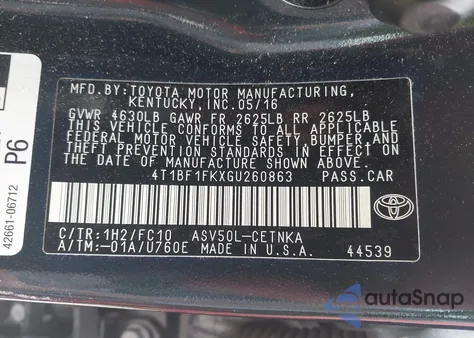 MFD.BY:TOYOTA MOTOR MANUFACTURING,
KENTUCKY, INC.05/16
GVWR 4630LB GAWR FR 2625LB RR 2625LB
THIS VEHICLE CONFORMS TO ALL APPLICABLE
FEDERAL MOTOR VEHICLE SAFETY, BUMPER, AND
THEFT PREVENTION STANDARDS IN EFFECT ON
THE DATE OF MANUFACTURE SHOWN ABOVE.
4T1BF1FKXGU260863 PASS.CAR
C/TR:1H2/FC10 ASV50L-CETNKA
A/TM:-01A/U760E MADE IN U.S.A. 44539
TOYOTA
42661-06712
P6
autoSnap
BY CARBLY